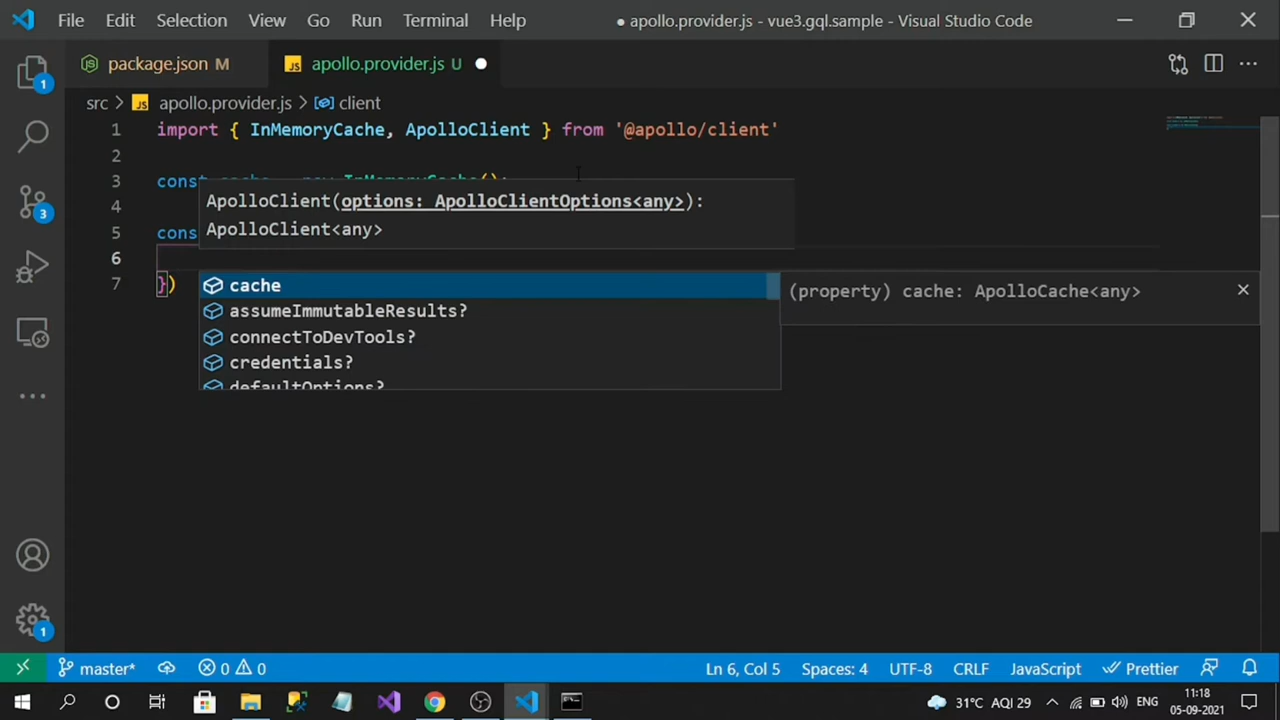 File Edit Selection View Go Run Terminal Help ● apollo.provider.js - vue3.gql.sample - Visual Studio Code
package.json M apollo.provider.js U
src > apollo.provider.js > client
1 import { InMemoryCache, ApolloClient } from '@apollo/client'
2
3 const cache = new InMemoryCache();
4
ApolloClient(options: ApolloClientOptions<any>):
ApolloClient<any>
5 cons
6
7 })
cache
(property) cache: ApolloCache<any>
assumeImmutableResults?
connectToDevTools?
credentials?
defaultOptions?
1
3
1
master* 0 0 Ln 6, Col 5 Spaces: 4 UTF-8 CRLF JavaScript Prettier
31°C AQI 29 ENG 11:18
05-09-2021